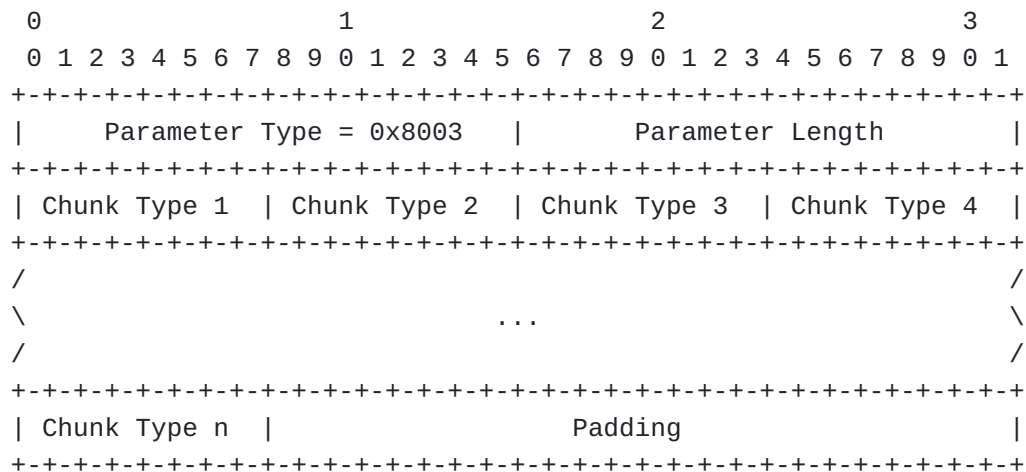 0                   1                   2                   3
 0 1 2 3 4 5 6 7 8 9 0 1 2 3 4 5 6 7 8 9 0 1 2 3 4 5 6 7 8 9 0 1
+-+-+-+-+-+-+-+-+-+-+-+-+-+-+-+-+-+-+-+-+-+-+-+-+-+-+-+-+-+-+-+-+
|     Parameter Type = 0x8003   |       Parameter Length        |
+-+-+-+-+-+-+-+-+-+-+-+-+-+-+-+-+-+-+-+-+-+-+-+-+-+-+-+-+-+-+-+-+
| Chunk Type 1  | Chunk Type 2  | Chunk Type 3  | Chunk Type 4  |
+-+-+-+-+-+-+-+-+-+-+-+-+-+-+-+-+-+-+-+-+-+-+-+-+-+-+-+-+-+-+-+-+
/                                                               /
\                              ...                              \
/                                                               /
+-+-+-+-+-+-+-+-+-+-+-+-+-+-+-+-+-+-+-+-+-+-+-+-+-+-+-+-+-+-+-+-+
| Chunk Type n  |                   Padding                     |
+-+-+-+-+-+-+-+-+-+-+-+-+-+-+-+-+-+-+-+-+-+-+-+-+-+-+-+-+-+-+-+-+